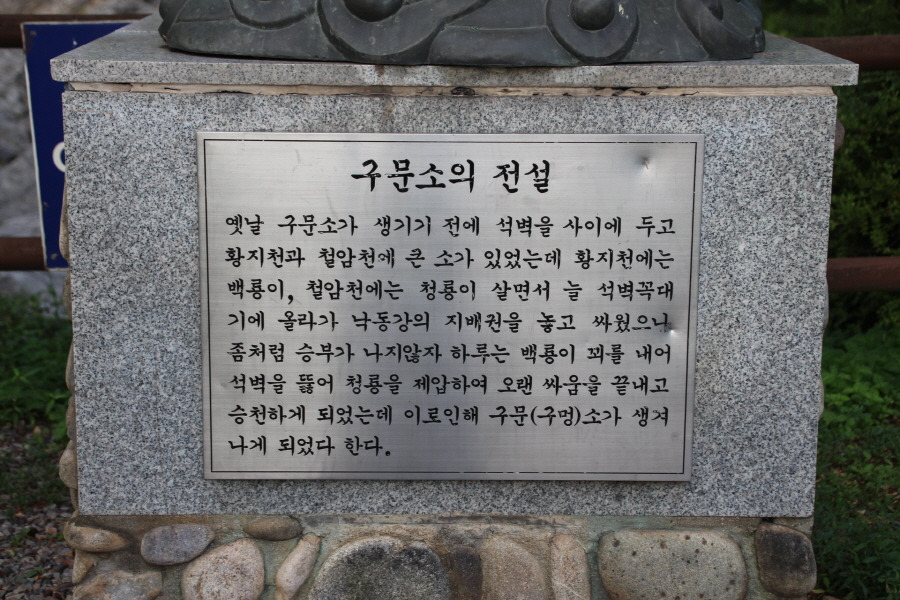 구문소의 전설
옛날 구문소가 생기기 전에 석벽을 사이에 두고
황지천과 철암천에 큰 소가 있었는데 황지천에는
백룡이, 철암천에는 청룡이 살면서 늘 석벽꼭대
기에 올라가 낙동강의 지배권을 놓고 싸웠으나
좀처럼 승부가 나지않자 하루는 백룡이 꾀를 내어
석벽을 뚫어 청룡을 제압하여 오랜 싸움을 끝내고
승천하게 되었는데 이로인해 구문(구멍)소가 생겨
나게 되었다 한다.